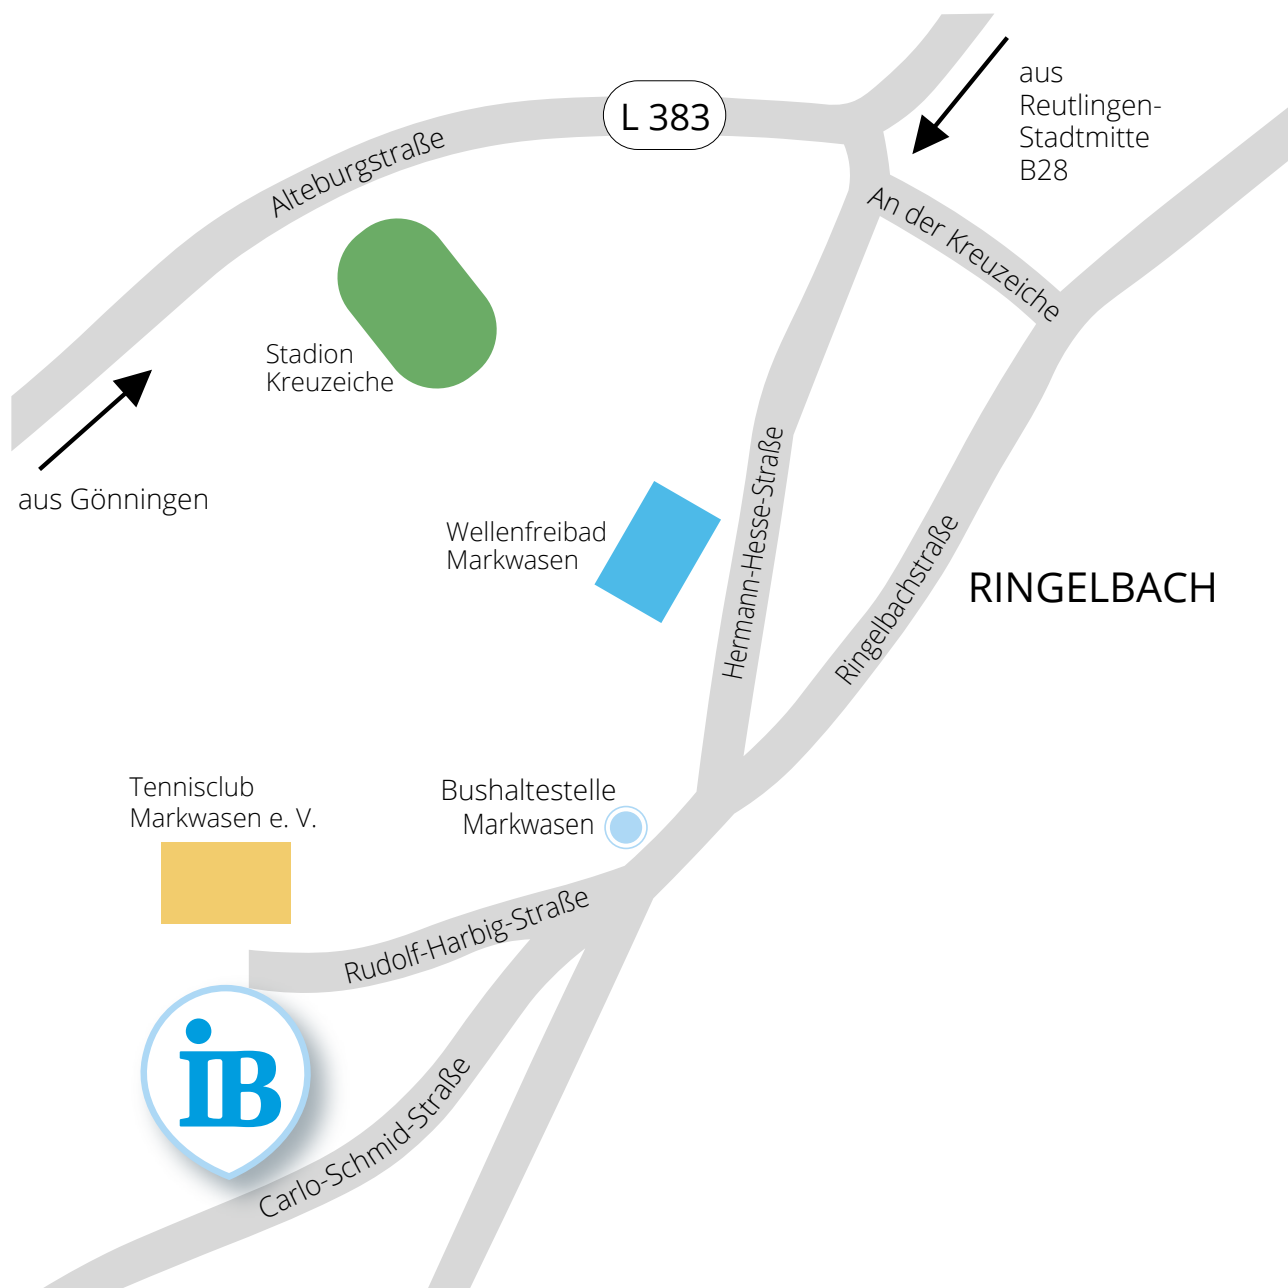 aus
Reutlingen-
Stadtmitte
B28
L 383
Alteburgstraße
An der Kreuzeiche
Stadion
Kreuzeiche
aus Gönningen
Wellenfreibad
Markwasen
Hermann-Hesse-Straße
Ringelbachstraße
RINGELBACH
Tennisclub
Markwasen e. V.
Bushaltestelle
Markwasen
Rudolf-Harbig-Straße
iB
Carlo-Schmid-Straße